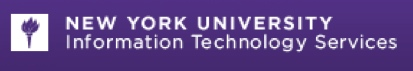 NEW YORK UNIVERSITY
Information Technology Services